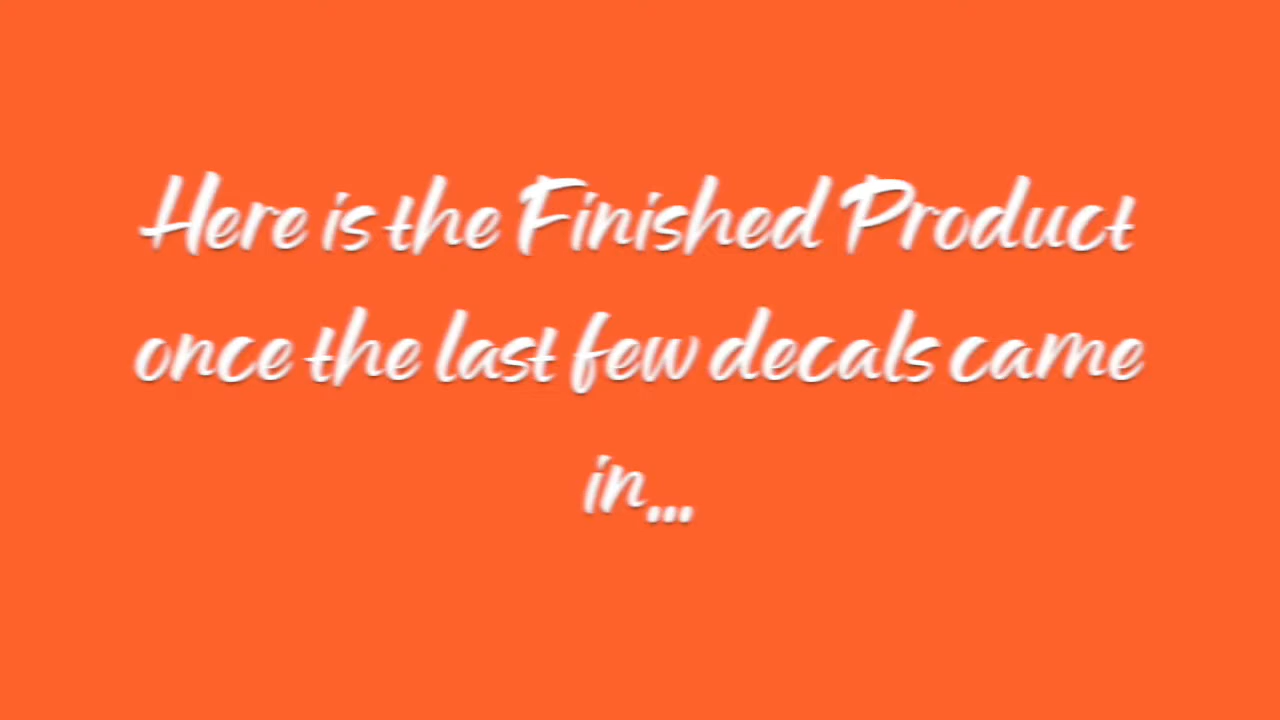 Here is the Finished Product
once the last few decals came
in...